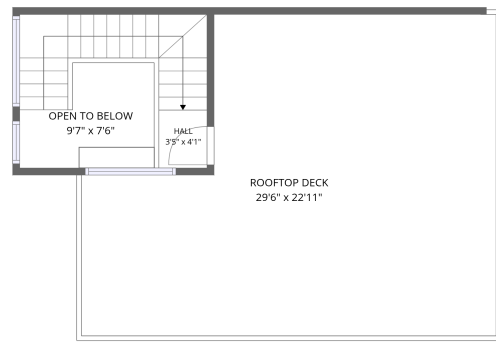 OPEN TO BELOW
9'7" x 7'6"
HALL
3'5" x 4'1"
ROOFTOP DECK
29'6" x 22'11"